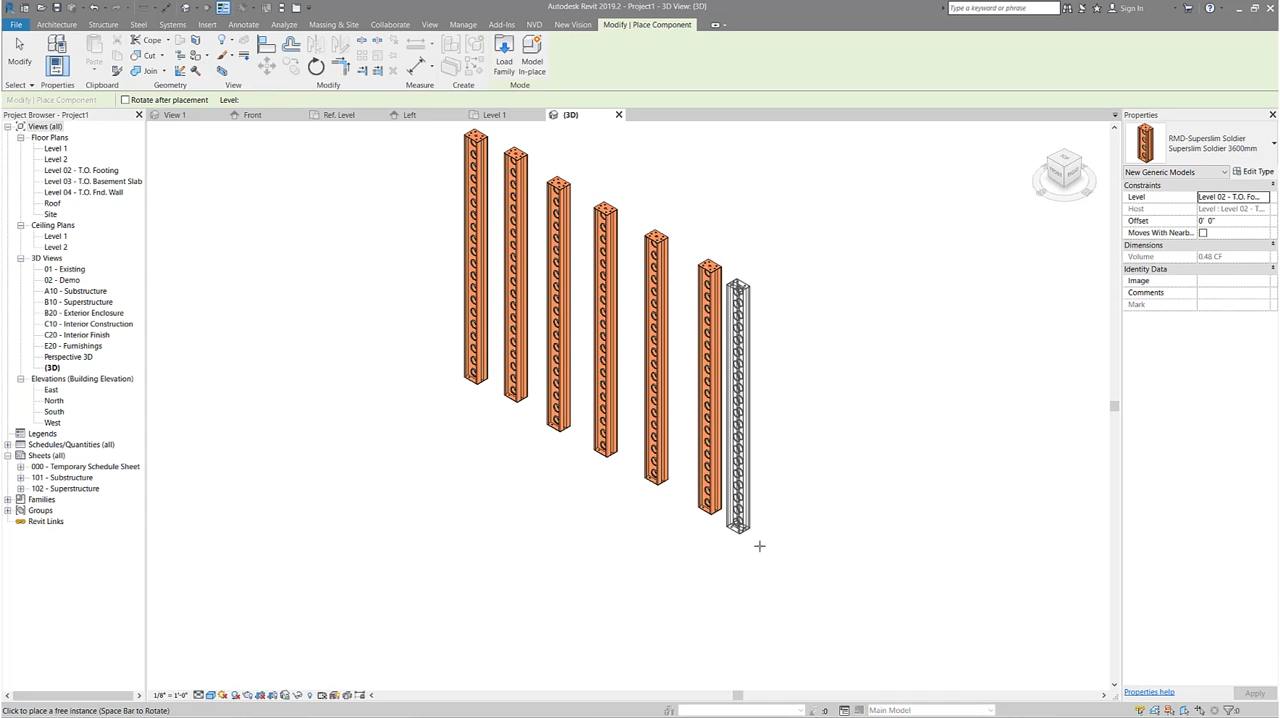 Autodesk Revit 2019.2 - Project1 - 3D View: {3D}
Type a keyword or phrase
Sign In
File Architecture Structure Steel Systems Insert Annotate Analyze Massing & Site Collaborate View Manage Add-Ins NVD New Vision Modify | Place Component
Modify
Paste
Cope
Cut
Join
Load
Family
Model
In-place
Select Properties Clipboard Geometry View Modify Measure Create Mode
Modify | Place Component Rotate after placement Level:
Project Browser - Project1
View 1 Front Ref. Level Left Level 1 {3D}
Views (all)
Floor Plans
Level 1
Level 2
Level 02 - T.O. Footing
Level 03 - T.O. Basement Slab
Level 04 - T.O. Fnd. Wall
Roof
Site
Ceiling Plans
Level 1
Level 2
3D Views
01 - Existing
02 - Demo
A10 - Substructure
B10 - Superstructure
B20 - Exterior Enclosure
C10 - Interior Construction
C20 - Interior Finish
E20 - Furnishings
Perspective 3D
{3D}
Elevations (Building Elevation)
East
North
South
West
Legends
Schedules/Quantities (all)
Sheets (all)
000 - Temporary Schedule Sheet
101 - Substructure
102 - Superstructure
Families
Groups
Revit Links
TOP
FRONT
RIGHT
Properties
RMD-Superslim Soldier
Superslim Soldier 3600mm
New Generic Models Edit Type
Constraints
Level Level 02 - T.O. Fo...
Host Level : Level 02 - T...
Offset 0' 0"
Moves With Nearb...
Dimensions
Volume 0.48 CF
Identity Data
Image
Comments
Mark
Properties help Apply
1/8" = 1'-0"
Click to place a free instance (Space Bar to Rotate) :0 Main Model :0